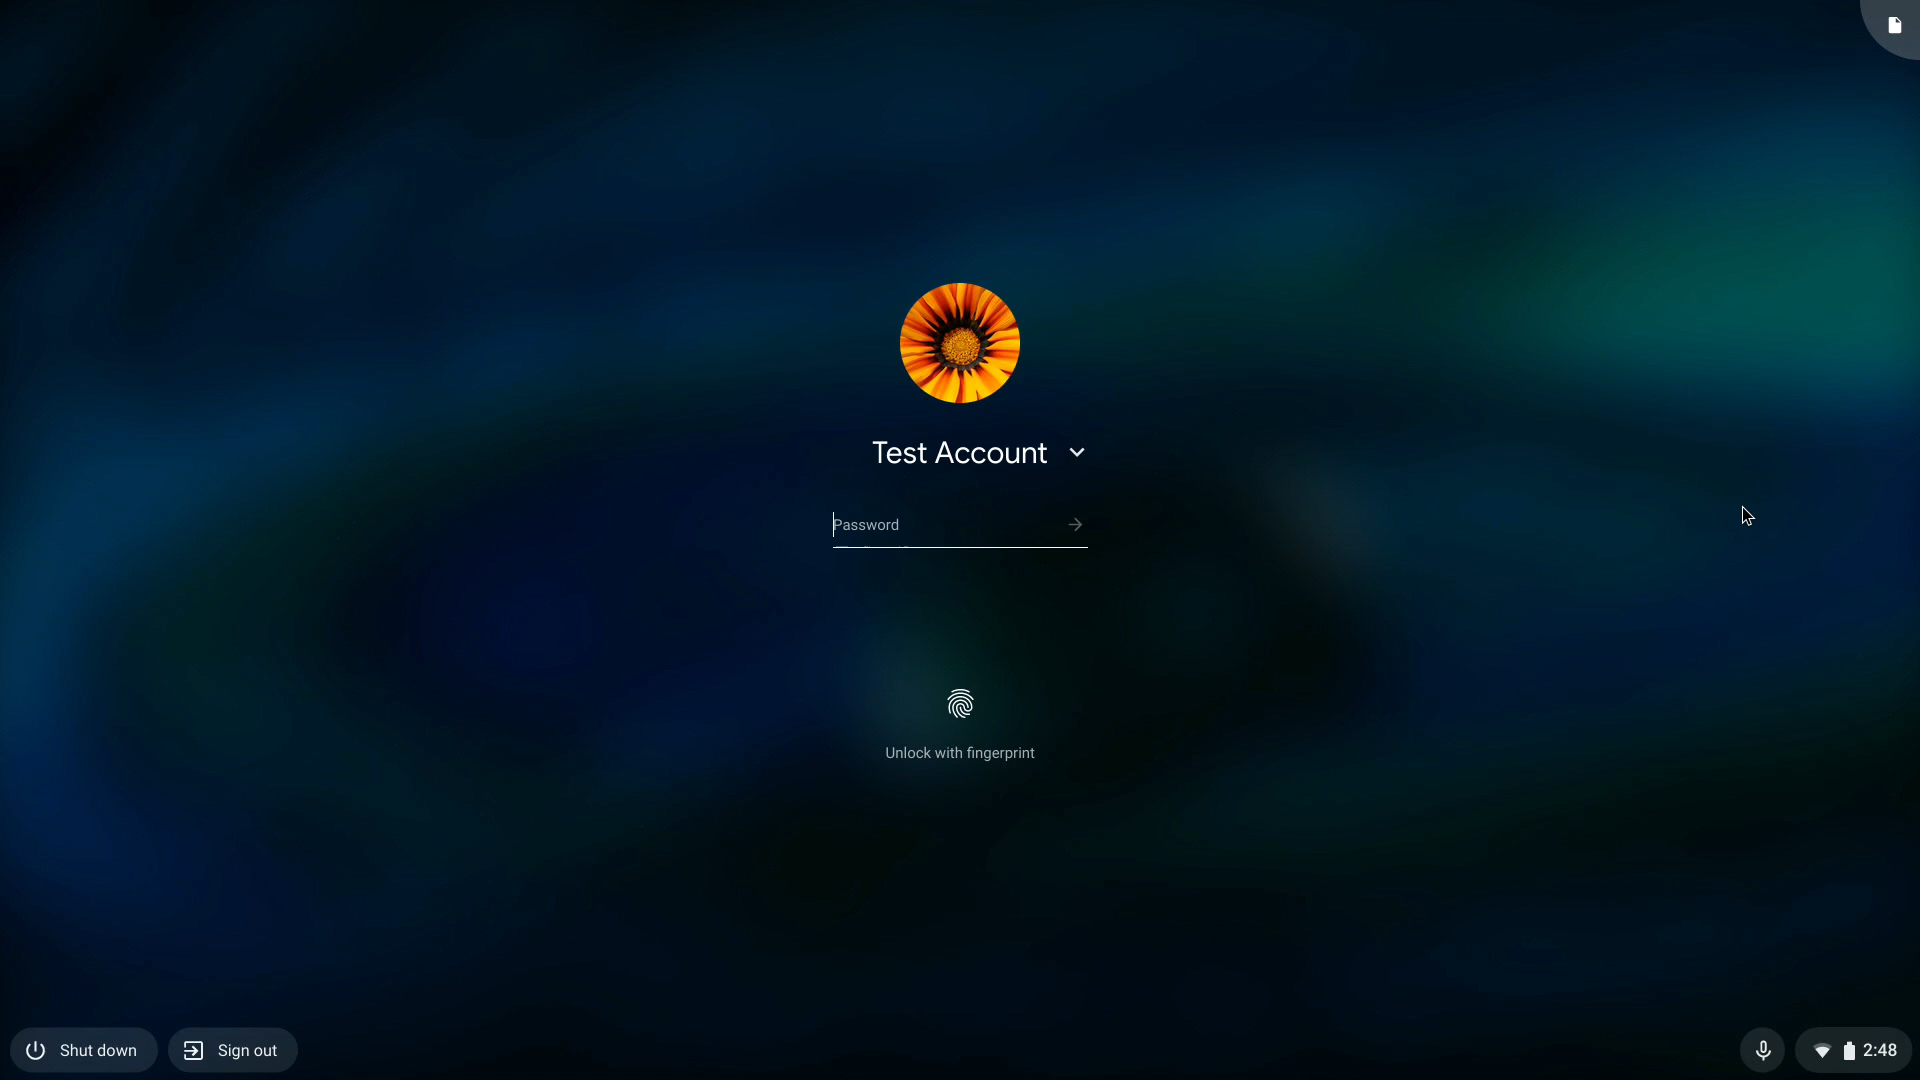 Test Account
Password
Unlock with fingerprint
Shut down
Sign out
2:48